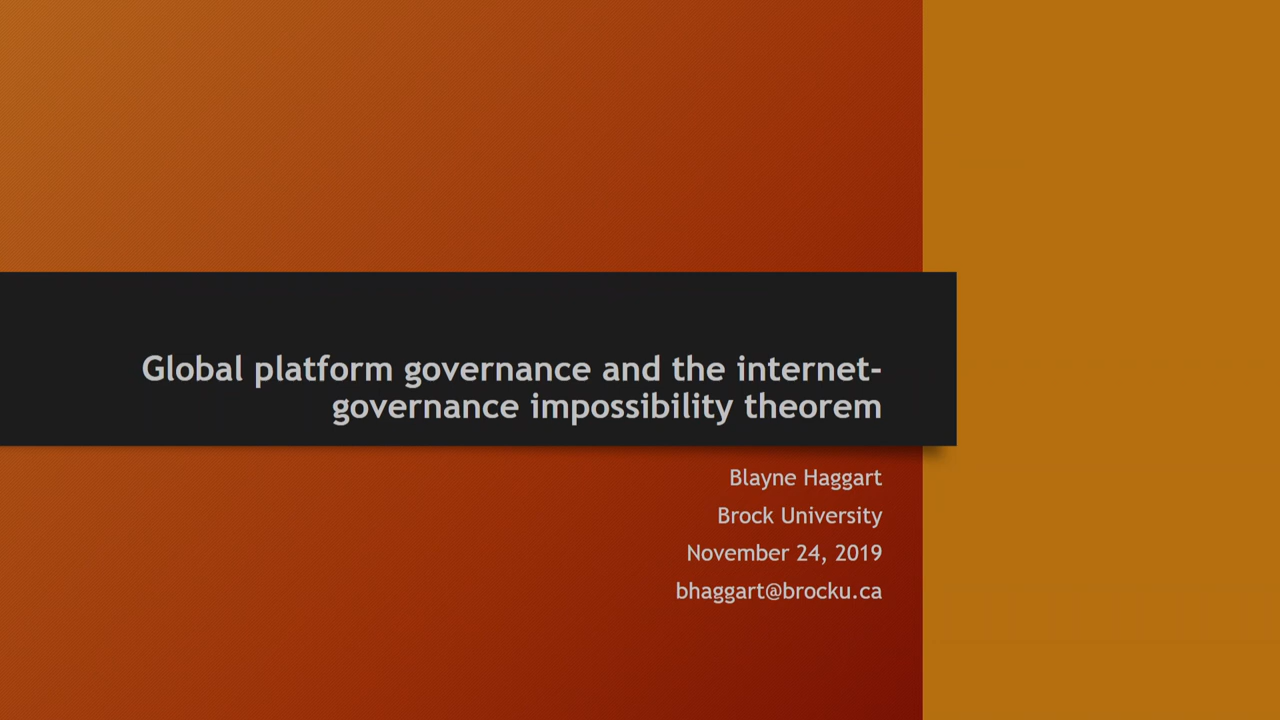 Global platform governance and the internet-
governance impossibility theorem
Blayne Haggart
Brock University
November 24, 2019
bhaggart@brocku.ca